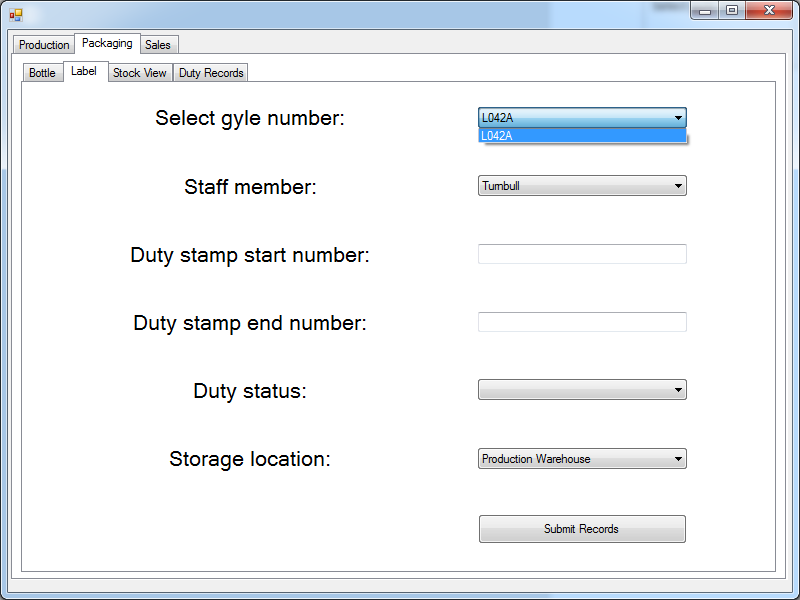 Production Packaging Sales
Bottle Label Stock View Duty Records
Select gyle number: L042A
L042A
Staff member: Turnbull
Duty stamp start number:
Duty stamp end number:
Duty status:
Storage location: Production Warehouse
Submit Records